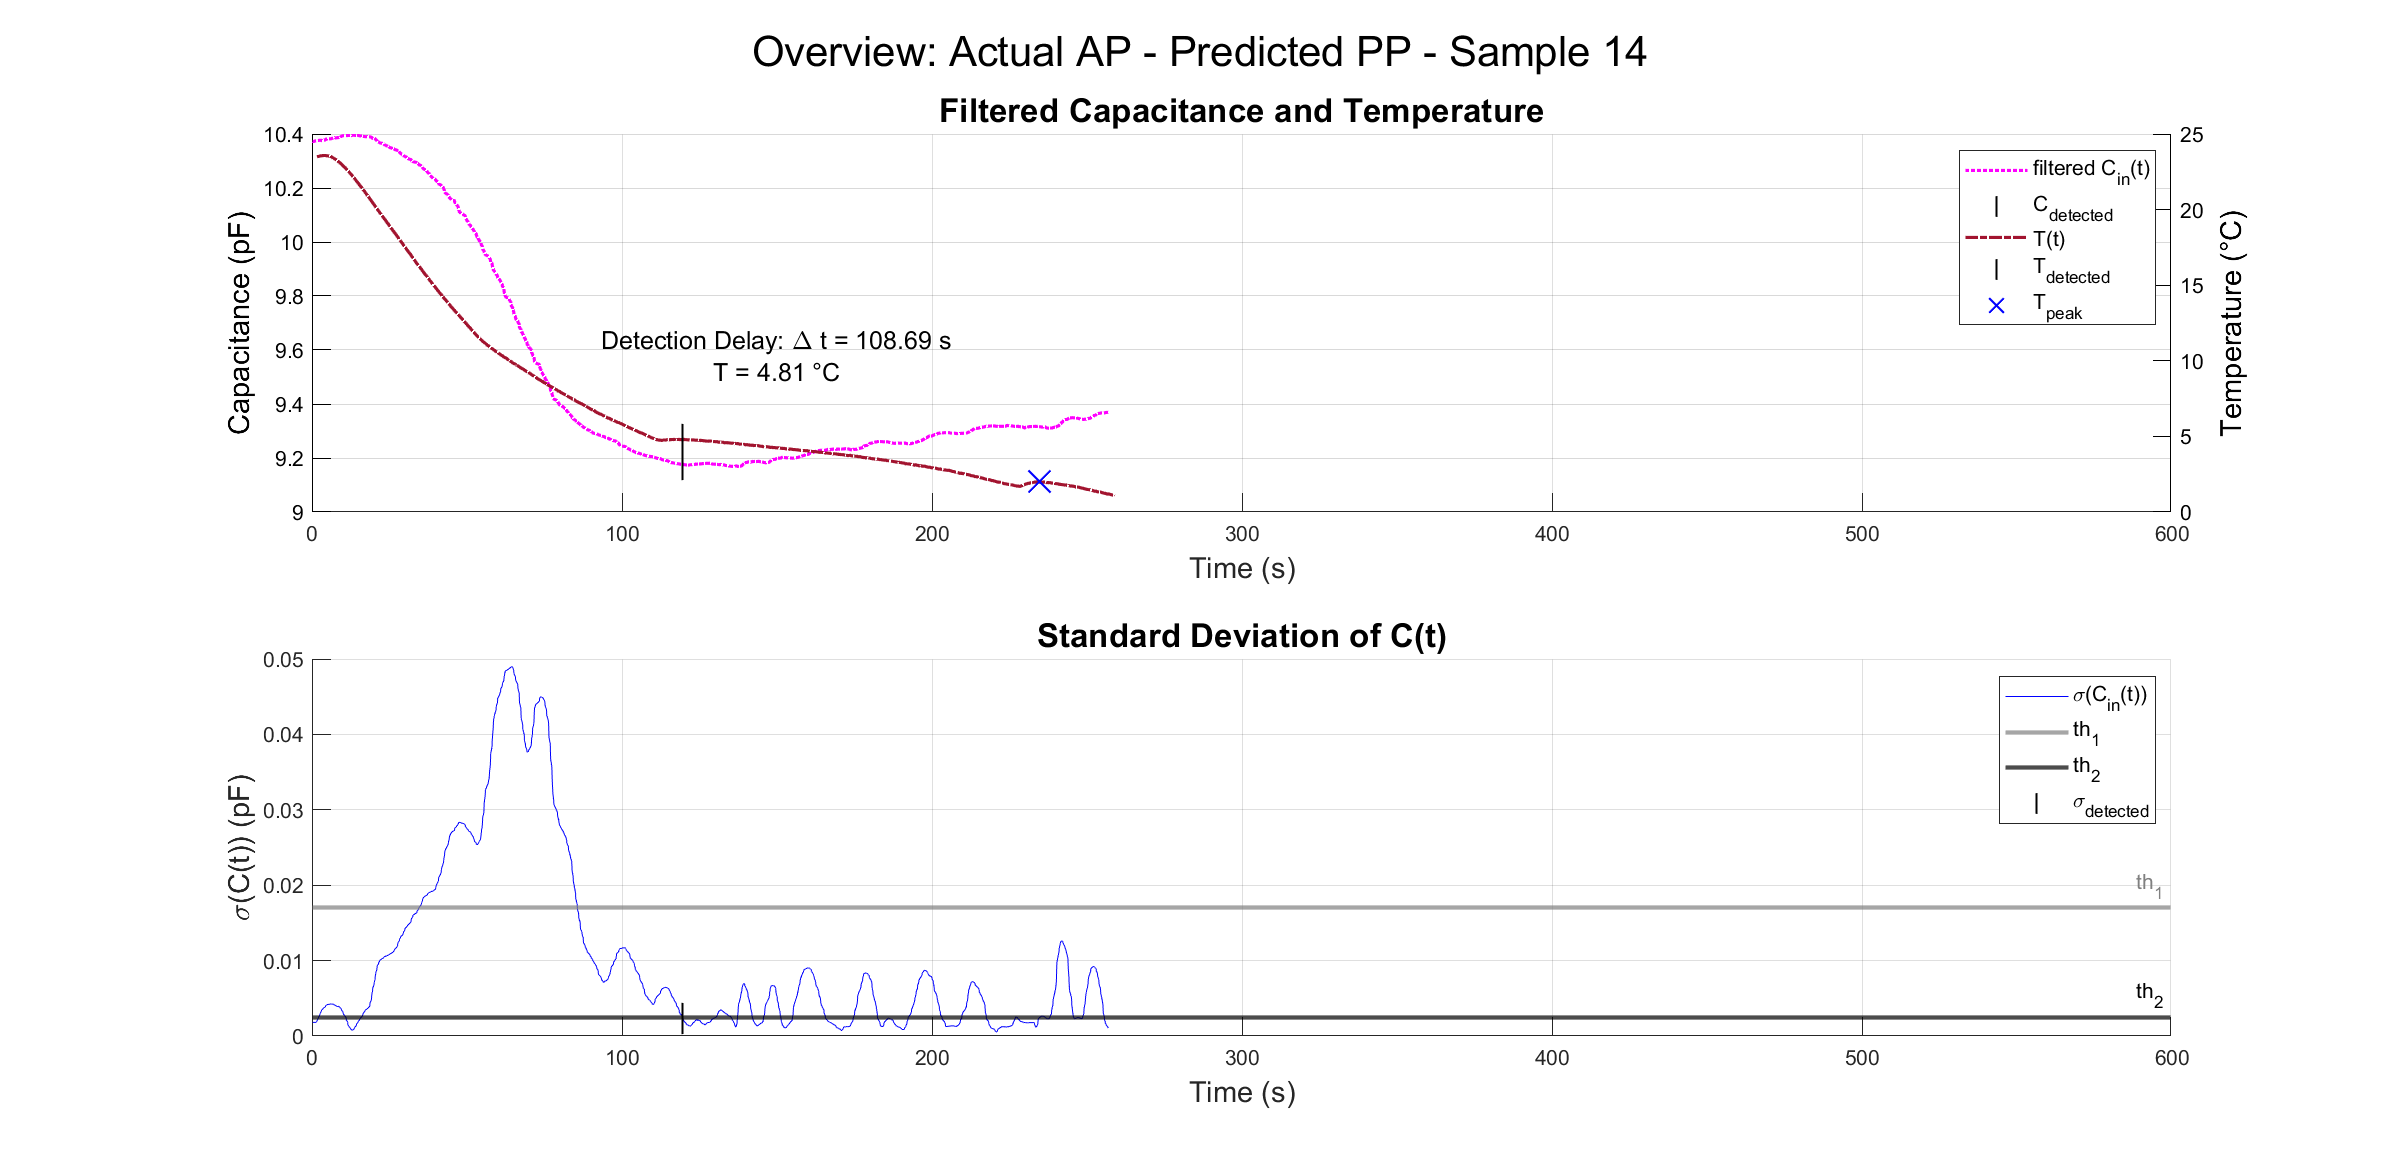 Overview: Actual AP - Predicted PP - Sample 14
Filtered Capacitance and Temperature
Capacitance (pF)
10.4
10.2
10
9.8
9.6
9.4
9.2
9
25
20
15
10
5
0
Temperature (°C)
filtered C_in(t)
C_detected
T(t)
T_detected
T_peak
Detection Delay: Δ t = 108.69 s
T = 4.81 °C
0 100 200 300 400 500 600
Time (s)
Standard Deviation of C(t)
σ(C(t)) (pF)
0.05
0.04
0.03
0.02
0.01
0
σ(C_in(t))
th_1
th_2
σ_detected
th_1
th_2
0 100 200 300 400 500 600
Time (s)